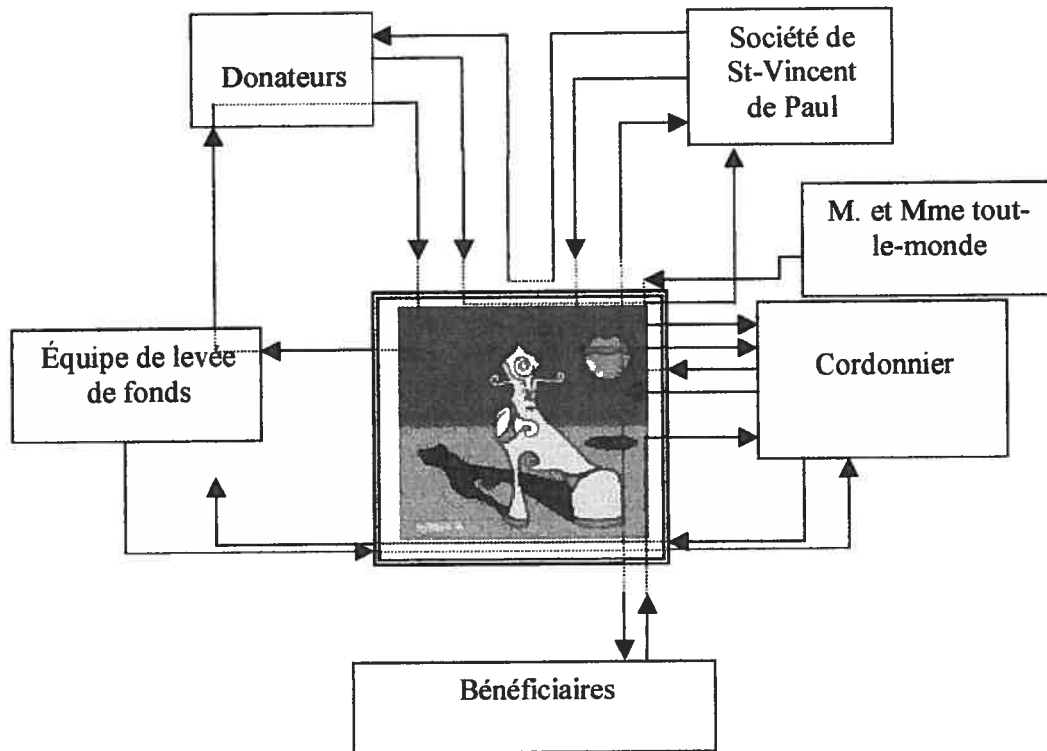 Donateurs
Société de
St-Vincent
de Paul
M. et Mme tout-
le-monde
Équipe de levée
de fonds
Cordonnier
Bénéficiaires